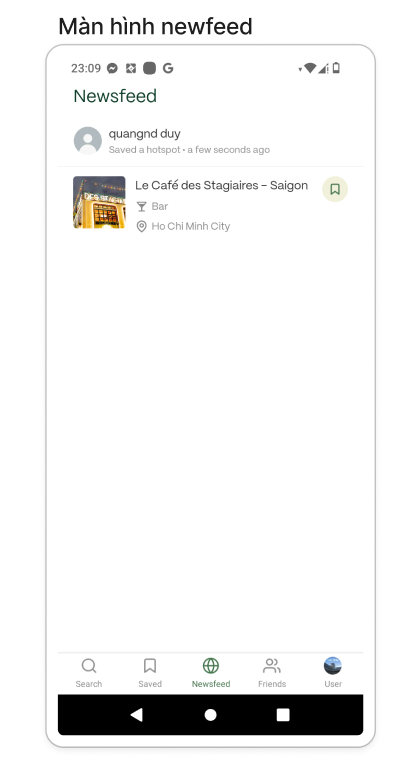 Màn hình newfeed
23:09
Newsfeed
quangnd duy
Saved a hotspot • a few seconds ago
Le Café des Stagiaires – Saigon
Bar
Ho Chi Minh City
Search Saved Newsfeed Friends User